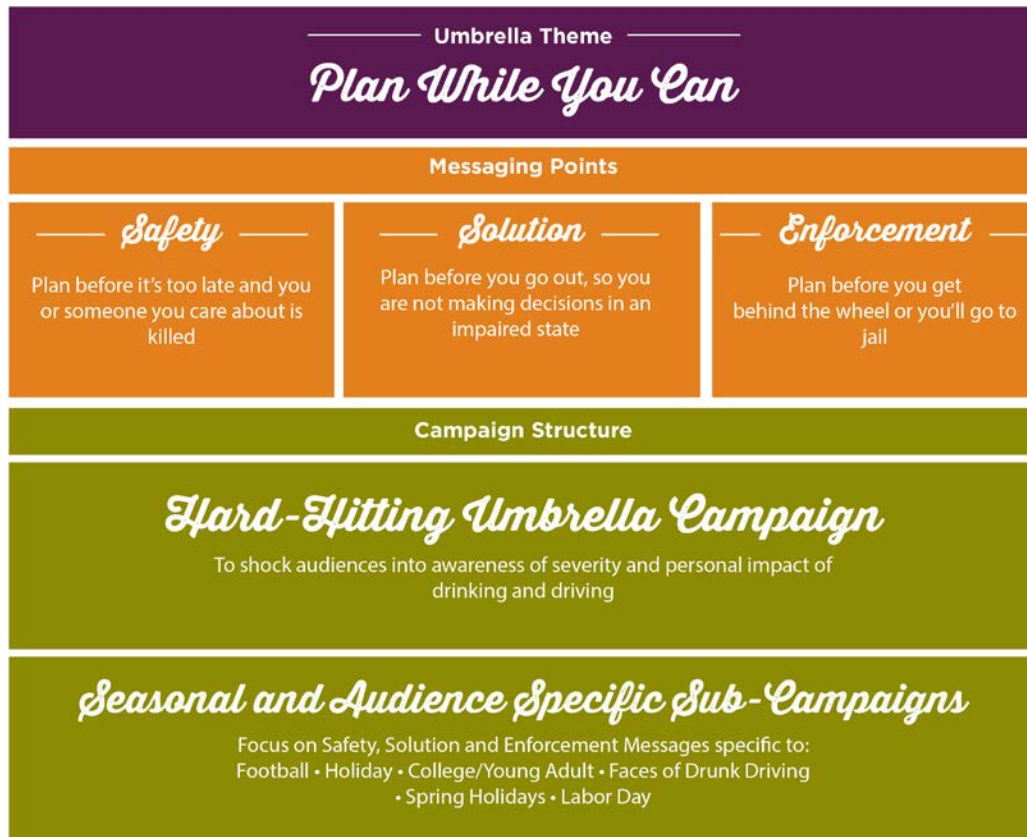 Umbrella Theme
Plan While You Can
Messaging Points
Safety
Plan before it's too late and you
or someone you care about is
killed
Solution
Plan before you go out, so you
are not making decisions in an
impaired state
Enforcement
Plan before you get
behind the wheel or you'll go to
jail
Campaign Structure
Hard-Hitting Umbrella Campaign
To shock audiences into awareness of severity and personal impact of
drinking and driving
Seasonal and Audience Specific Sub-Campaigns
Focus on Safety, Solution and Enforcement Messages specific to:
Football • Holiday • College/Young Adult • Faces of Drunk Driving
• Spring Holidays • Labor Day